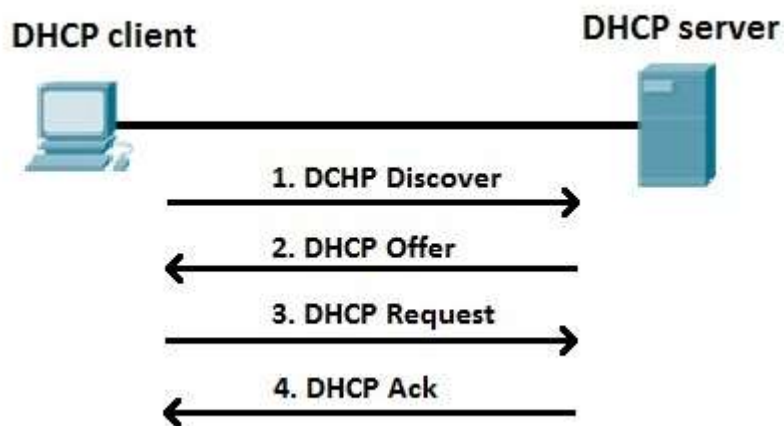 DHCP client
DHCP server
1. DCHP Discover
2. DHCP Offer
3. DHCP Request
4. DHCP Ack